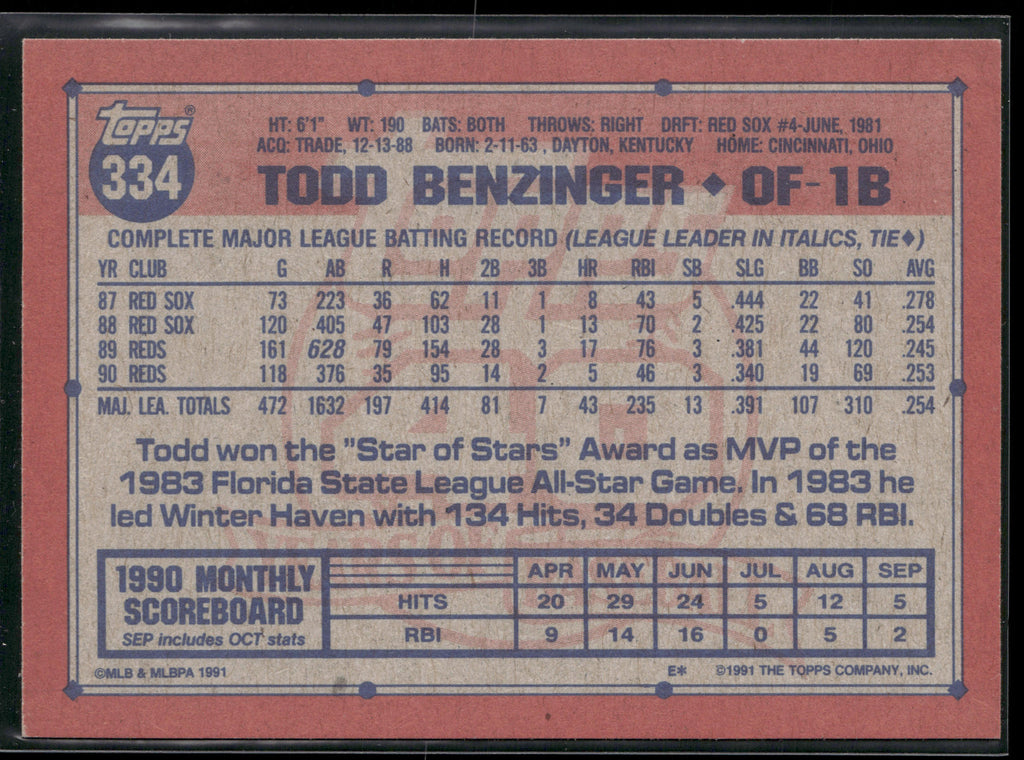 Topps®
334
HT: 6'1" WT: 190 BATS: BOTH THROWS: RIGHT DRFT: RED SOX #4-JUNE, 1981
ACQ: TRADE, 12-13-88 BORN: 2-11-63, DAYTON, KENTUCKY HOME: CINCINNATI, OHIO
TODD BENZINGER ♦ OF-1B
COMPLETE MAJOR LEAGUE BATTING RECORD (LEAGUE LEADER IN ITALICS, TIE♦)
YR CLUB G AB R H 2B 3B HR RBI SB SLG BB SO AVG
87 RED SOX 73 223 36 62 11 1 8 43 5 .444 22 41 .278
88 RED SOX 120 .405 47 103 28 1 13 70 2 .425 22 80 .254
89 REDS 161 628 79 154 28 3 17 76 3 .381 44 120 .245
90 REDS 118 376 35 95 14 2 5 46 3 .340 19 69 .253
MAJ. LEA. TOTALS 472 1632 197 414 81 7 43 235 13 .391 107 310 .254
Todd won the "Star of Stars" Award as MVP of the
1983 Florida State League All-Star Game. In 1983 he
led Winter Haven with 134 Hits, 34 Doubles & 68 RBI.
1990 MONTHLY
SCOREBOARD
SEP includes OCT stats
APR MAY JUN JUL AUG SEP
HITS 20 29 24 5 12 5
RBI 9 14 16 0 5 2
©MLB & MLBPA 1991 E* ©1991 THE TOPPS COMPANY, INC.